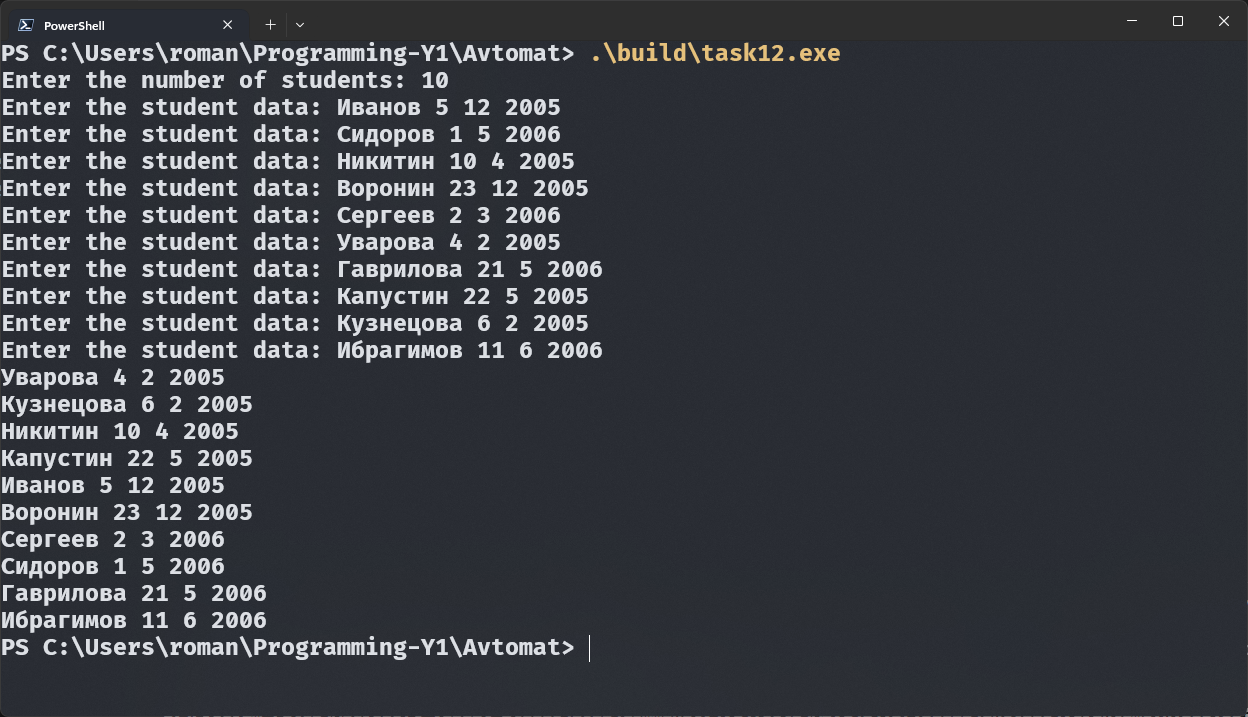 PowerShell
PS C:\Users\roman\Programming-Y1\Avtomat> .\build\task12.exe
Enter the number of students: 10
Enter the student data: Иванов 5 12 2005
Enter the student data: Сидоров 1 5 2006
Enter the student data: Никитин 10 4 2005
Enter the student data: Воронин 23 12 2005
Enter the student data: Сергеев 2 3 2006
Enter the student data: Уварова 4 2 2005
Enter the student data: Гаврилова 21 5 2006
Enter the student data: Капустин 22 5 2005
Enter the student data: Кузнецова 6 2 2005
Enter the student data: Ибрагимов 11 6 2006
Уварова 4 2 2005
Кузнецова 6 2 2005
Никитин 10 4 2005
Капустин 22 5 2005
Иванов 5 12 2005
Воронин 23 12 2005
Сергеев 2 3 2006
Сидоров 1 5 2006
Гаврилова 21 5 2006
Ибрагимов 11 6 2006
PS C:\Users\roman\Programming-Y1\Avtomat>